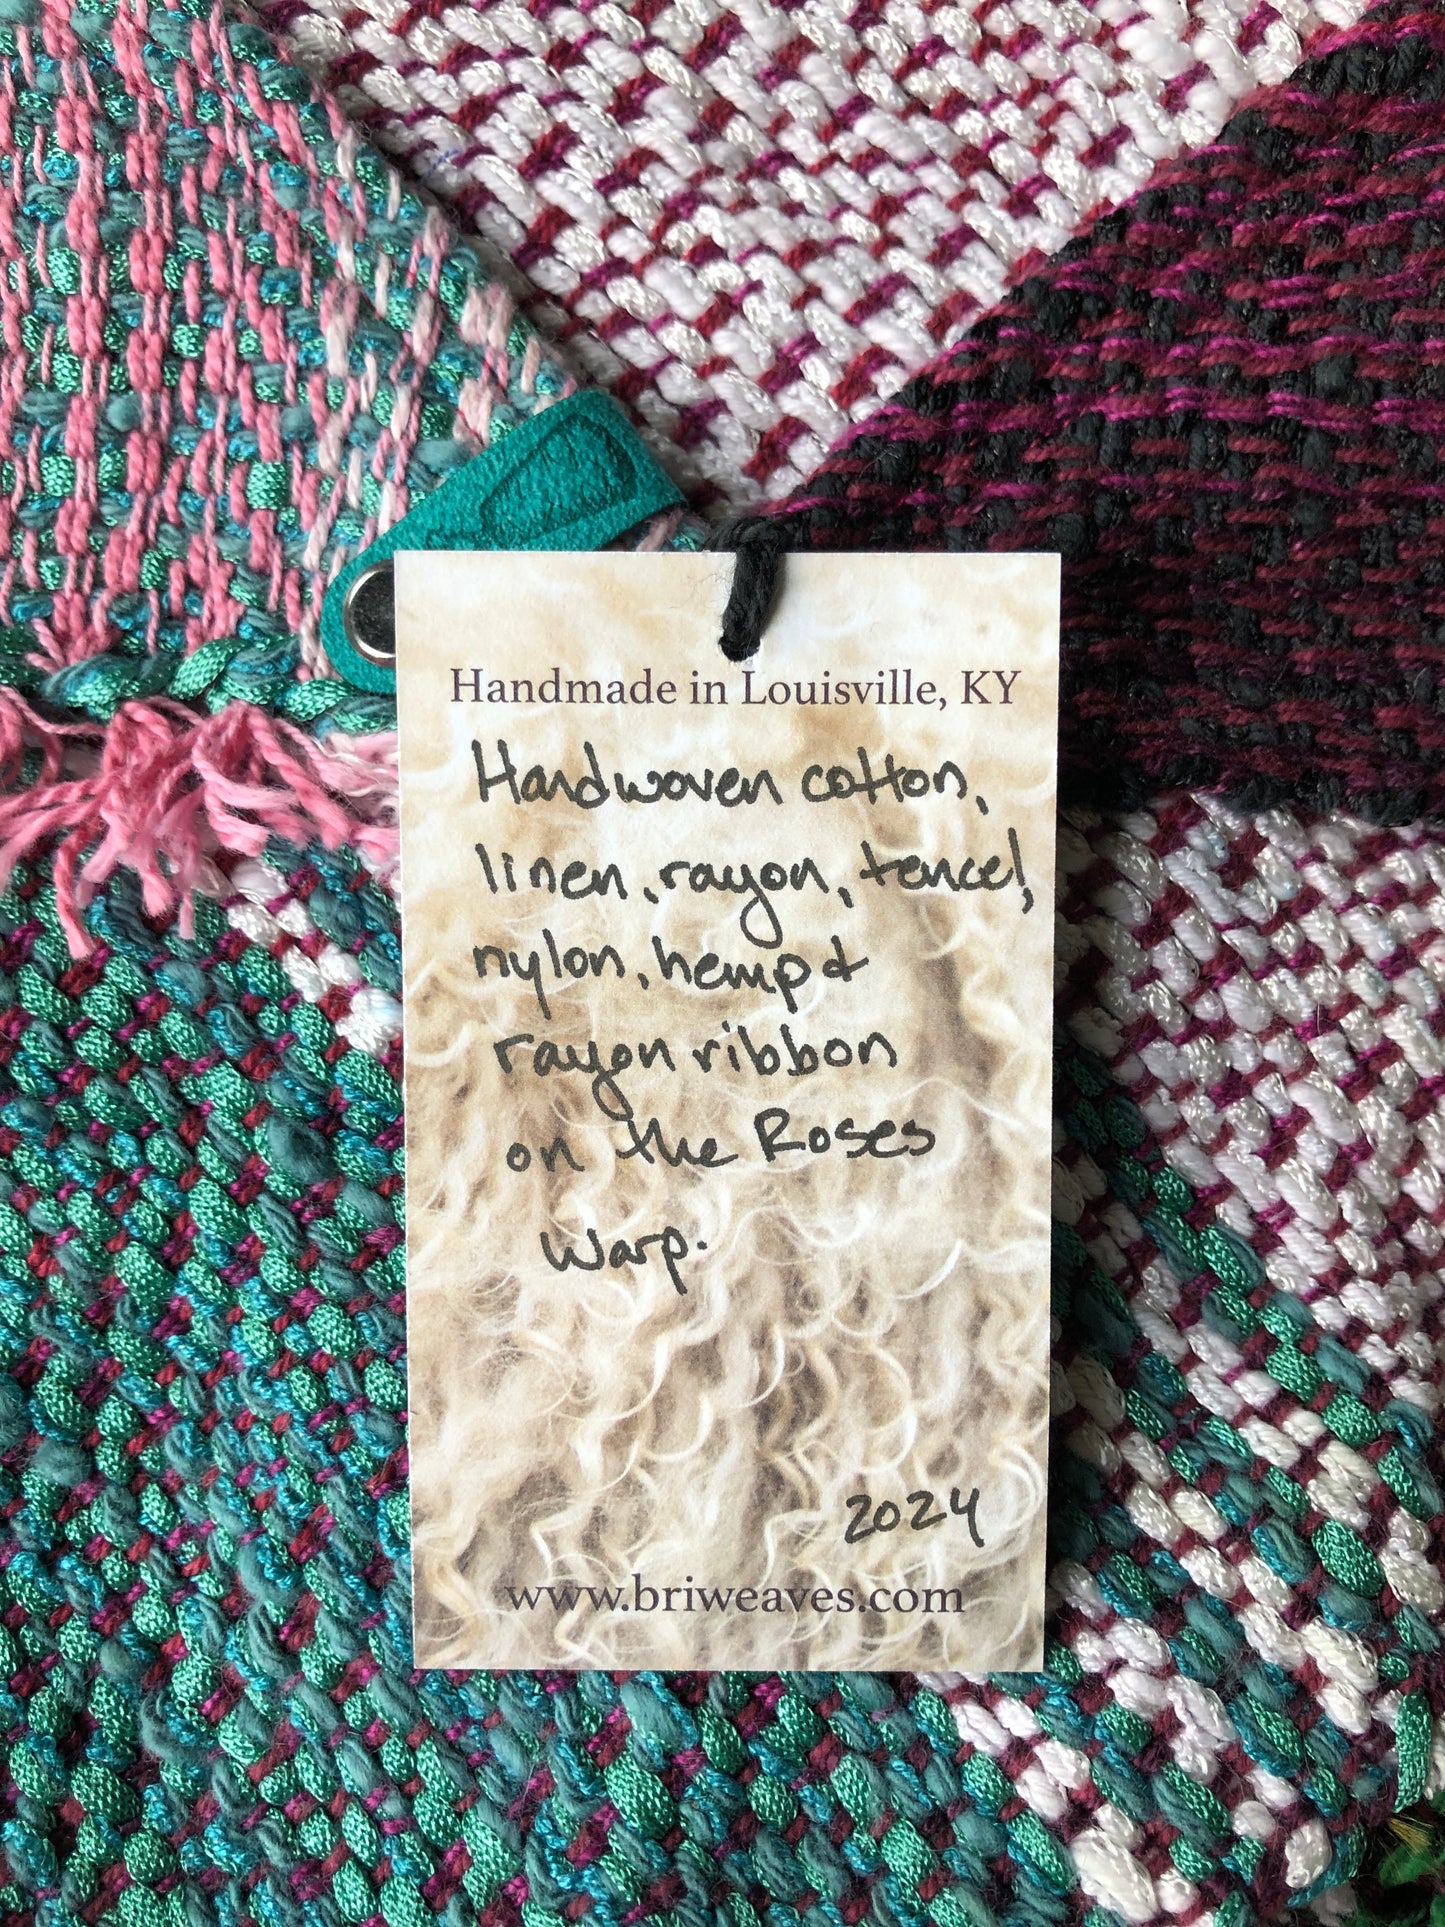 Handmade in Louisville, KY
Handwoven cotton,
linen, rayon, tencel,
nylon, hemp &
rayon ribbon
on the Roses
Warp.
2024
www.briweaves.com